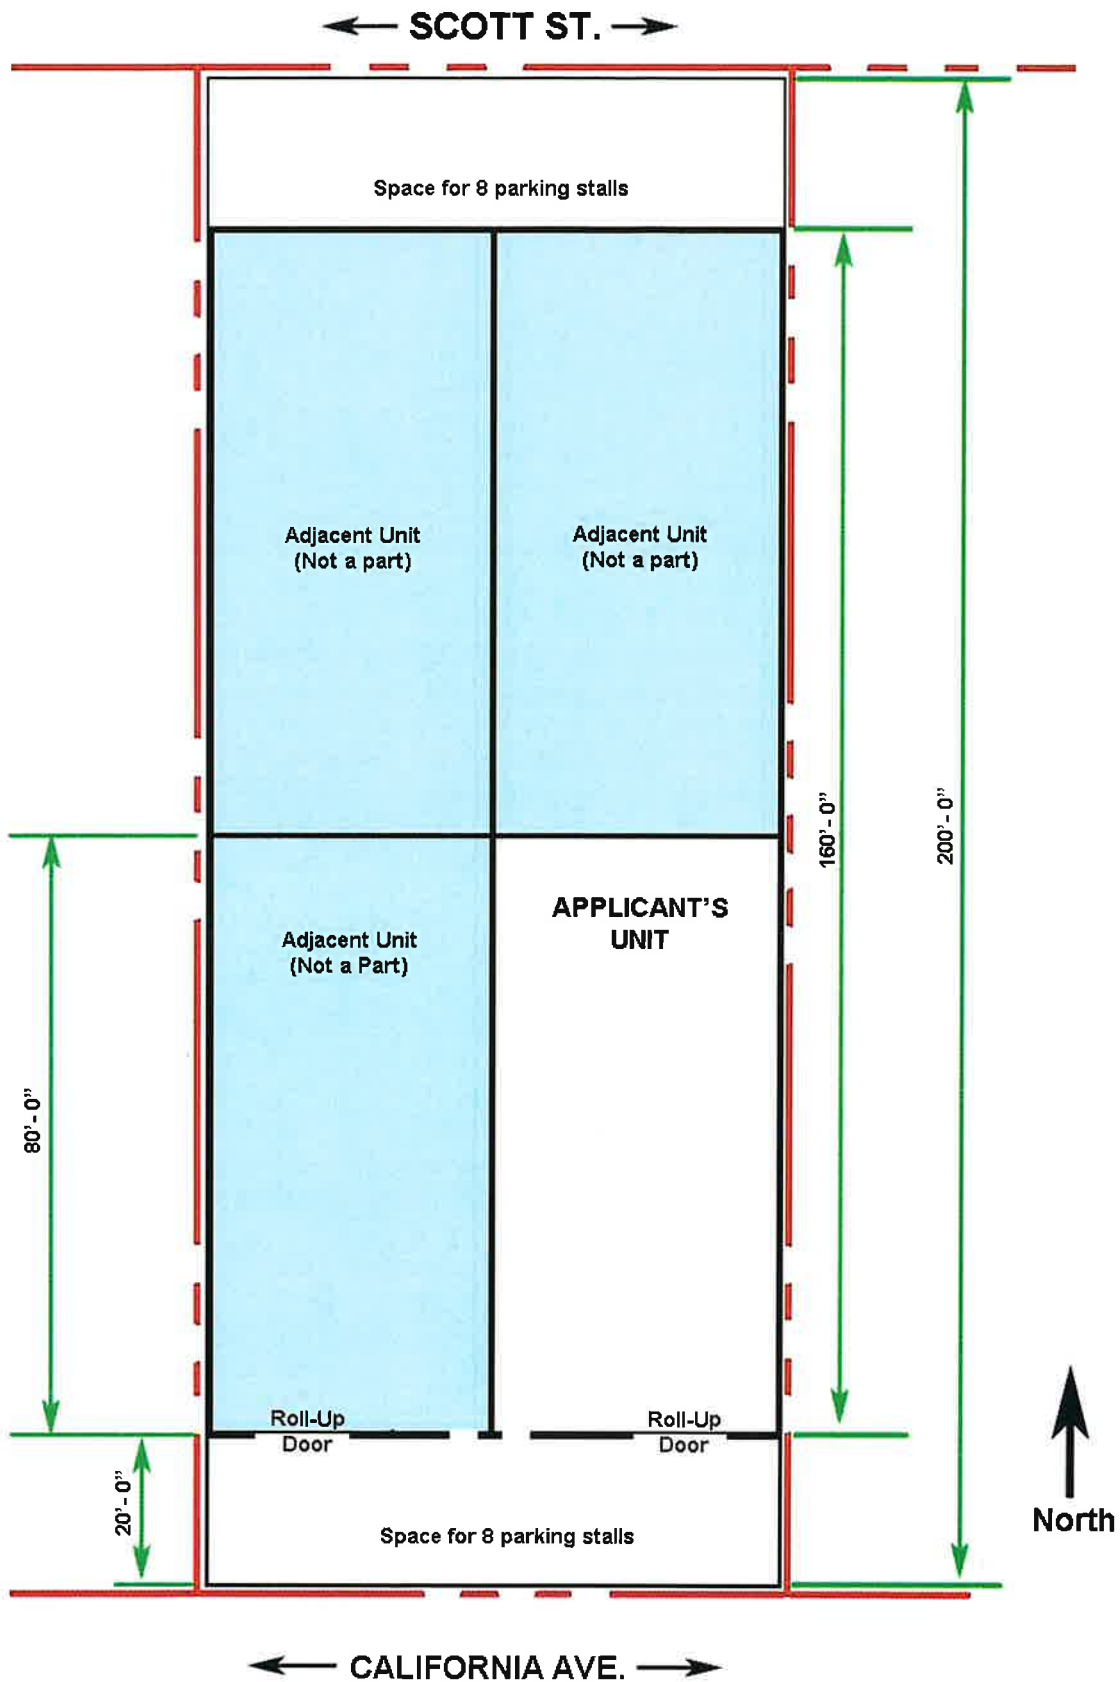 SCOTT ST.
Space for 8 parking stalls
Adjacent Unit
(Not a part)
Adjacent Unit
(Not a part)
160'- 0"
200'- 0"
APPLICANT'S
UNIT
Adjacent Unit
(Not a Part)
80'- 0"
Roll-Up
Door
Roll-Up
Door
20'- 0"
Space for 8 parking stalls
North
CALIFORNIA AVE.